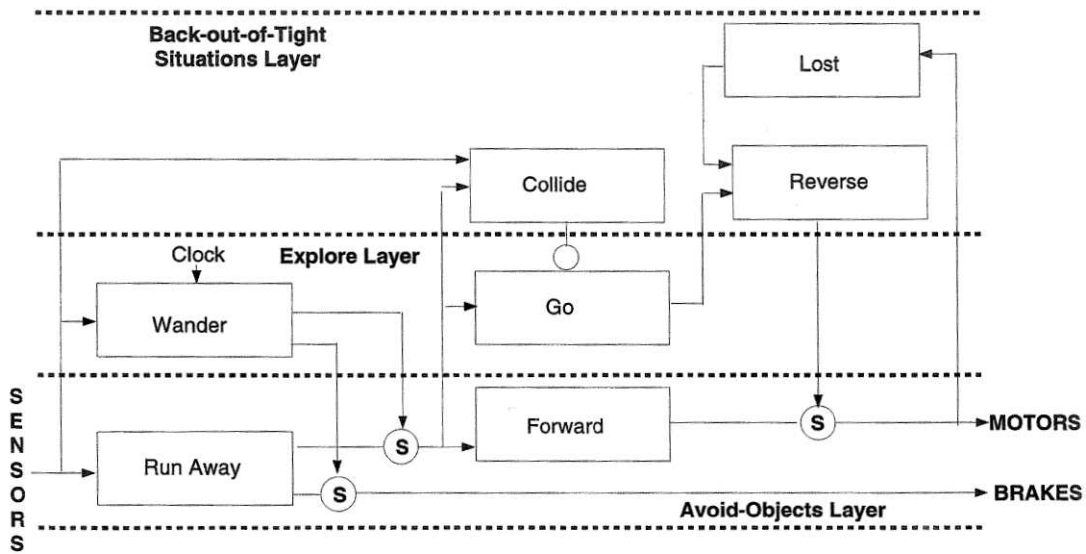 Back-out-of-Tight
Situations Layer
Lost
Collide
Reverse
Clock
Explore Layer
Wander
Go
SENSORS
Run Away
S
S
Forward
S
MOTORS
BRAKES
Avoid-Objects Layer